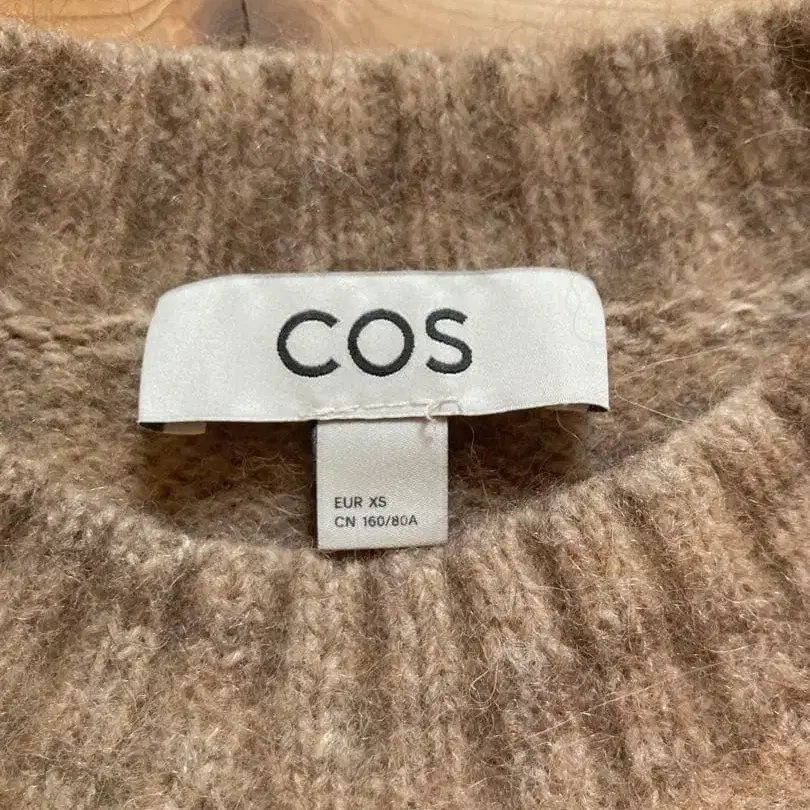 COS
EUR XS
CN 160/80A